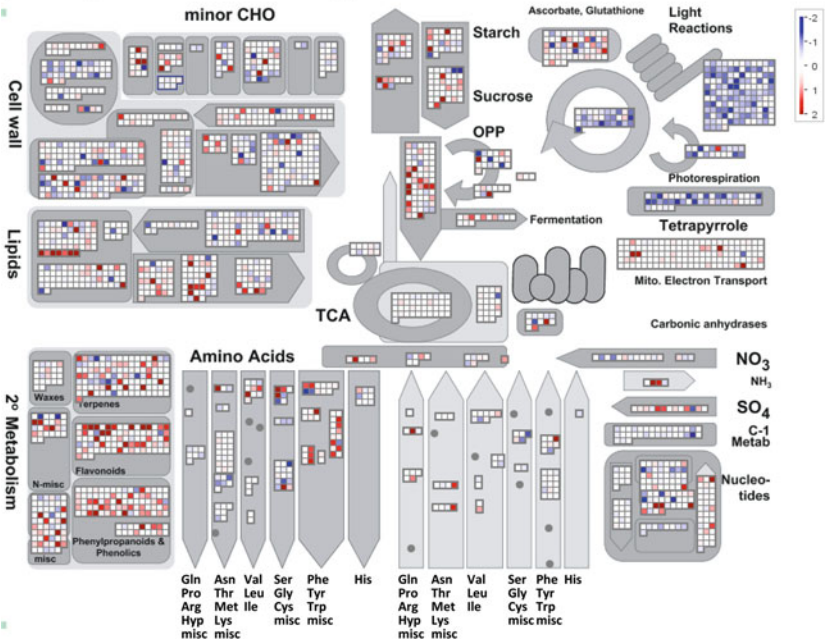 minor CHO
Cell wall
Lipids
2° Metabolism
Starch
Sucrose
OPP
Fermentation
TCA
Ascorbate, Glutathione
Light
Reactions
-2
-1
0
1
2
Photorespiration
Tetrapyrrole
Mito. Electron Transport
Carbonic anhydrases
NO3
NH3
SO4
C-1
Metab
Nucleo-
tides
Amino Acids
Waxes
Terpenes
Flavonoids
N-misc
Phenylpropanoids &
Phenolics
misc
Gln
Pro
Arg
Hyp
misc
Asn
Thr
Met
Lys
misc
Val
Leu
Ile
Ser
Gly
Cys
misc
Phe
Tyr
Trp
misc
His
Gln
Pro
Arg
Hyp
misc
Asn
Thr
Met
Lys
misc
Val
Leu
Ile
Ser
Gly
Cys
misc
Phe
Tyr
Trp
misc
His